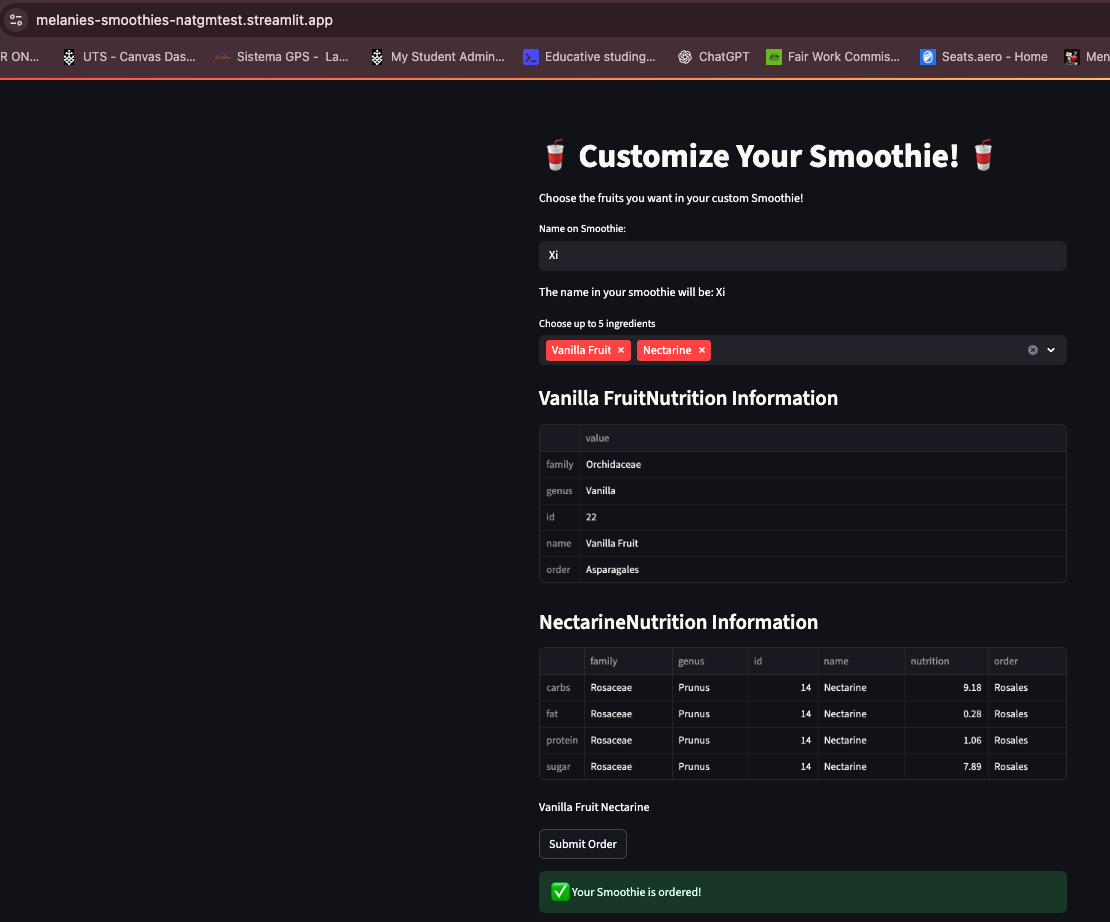 melanies-smoothies-natgmtest.streamlit.app
R ON... UTS - Canvas Das... Sistema GPS - La... My Student Admin... Educative studing... ChatGPT Fair Work Commis... Seats.aero - Home Men
Customize Your Smoothie!
Choose the fruits you want in your custom Smoothie!
Name on Smoothie:
Xi
The name in your smoothie will be: Xi
Choose up to 5 ingredients
Vanilla Fruit × Nectarine ×
Vanilla FruitNutrition Information
value
family Orchidaceae
genus Vanilla
id 22
name Vanilla Fruit
order Asparagales
NectarineNutrition Information
family genus id name nutrition order
carbs Rosaceae Prunus 14 Nectarine 9.18 Rosales
fat Rosaceae Prunus 14 Nectarine 0.28 Rosales
protein Rosaceae Prunus 14 Nectarine 1.06 Rosales
sugar Rosaceae Prunus 14 Nectarine 7.89 Rosales
Vanilla Fruit Nectarine
Submit Order
Your Smoothie is ordered!